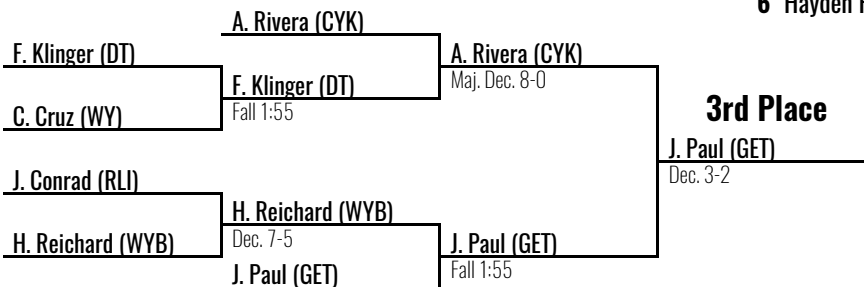 6 Hayden
A. Rivera (CYK)
F. Klinger (DT)
A. Rivera (CYK)
F. Klinger (DT)
Maj. Dec. 8-0
C. Cruz (WY)
Fall 1:55
3rd Place
J. Paul (GET)
J. Conrad (RLI)
Dec. 3-2
H. Reichard (WYB)
H. Reichard (WYB)
Dec. 7-5
J. Paul (GET)
J. Paul (GET)
Fall 1:55